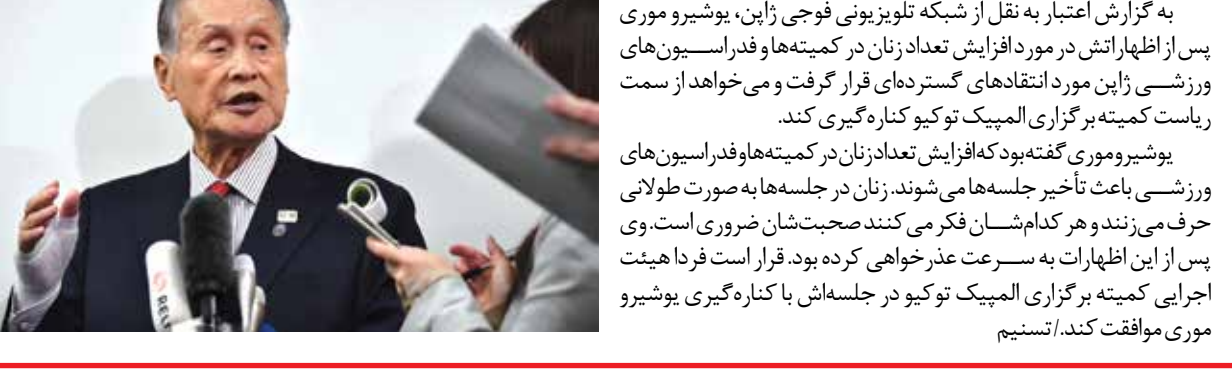 به گزارش اعتبار به نقل از شبکه تلویزیونی فوجی ژاپن، یوشیرو موری
پس از اظهاراتش در مورد افزایش تعداد زنان در کمیته‌ها و فدراسیون‌های
ورزشی ژاپن مورد انتقادهای گسترده‌ای قرار گرفت و می‌خواهد از سمت
ریاست کمیته برگزاری المپیک توکیو کناره‌گیری کند.
یوشیرو موری گفته بود که افزایش تعداد زنان در کمیته‌ها و فدراسیون‌های
ورزشی باعث تأخیر جلسه‌ها می‌شوند. زنان در جلسه‌ها به صورت طولانی
حرف می‌زنند و هر کدام‌شان فکر می کنند صحبت‌شان ضروری است. وی
پس از این اظهارات به سرعت عذرخواهی کرده بود. قرار است فردا هیئت
اجرایی کمیته برگزاری المپیک توکیو در جلسه‌اش با کناره‌گیری یوشیرو
موری موافقت کند./ تسنیم